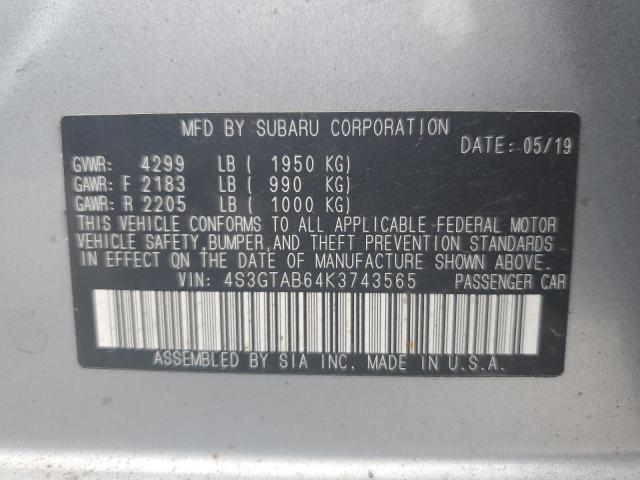 MFD BY SUBARU CORPORATION
DATE: 05/19
GVWR: 4299 LB ( 1950 KG)
GAWR: F 2183 LB ( 990 KG)
GAWR: R 2205 LB ( 1000 KG)
THIS VEHICLE CONFORMS TO ALL APPLICABLE FEDERAL MOTOR
VEHICLE SAFETY, BUMPER, AND THEFT PREVENTION STANDARDS
IN EFFECT ON THE DATE OF MANUFACTURE SHOWN ABOVE.
VIN: 4S3GTAB64K3743565 PASSENGER CAR
ASSEMBLED BY SIA INC. MADE IN U.S.A.